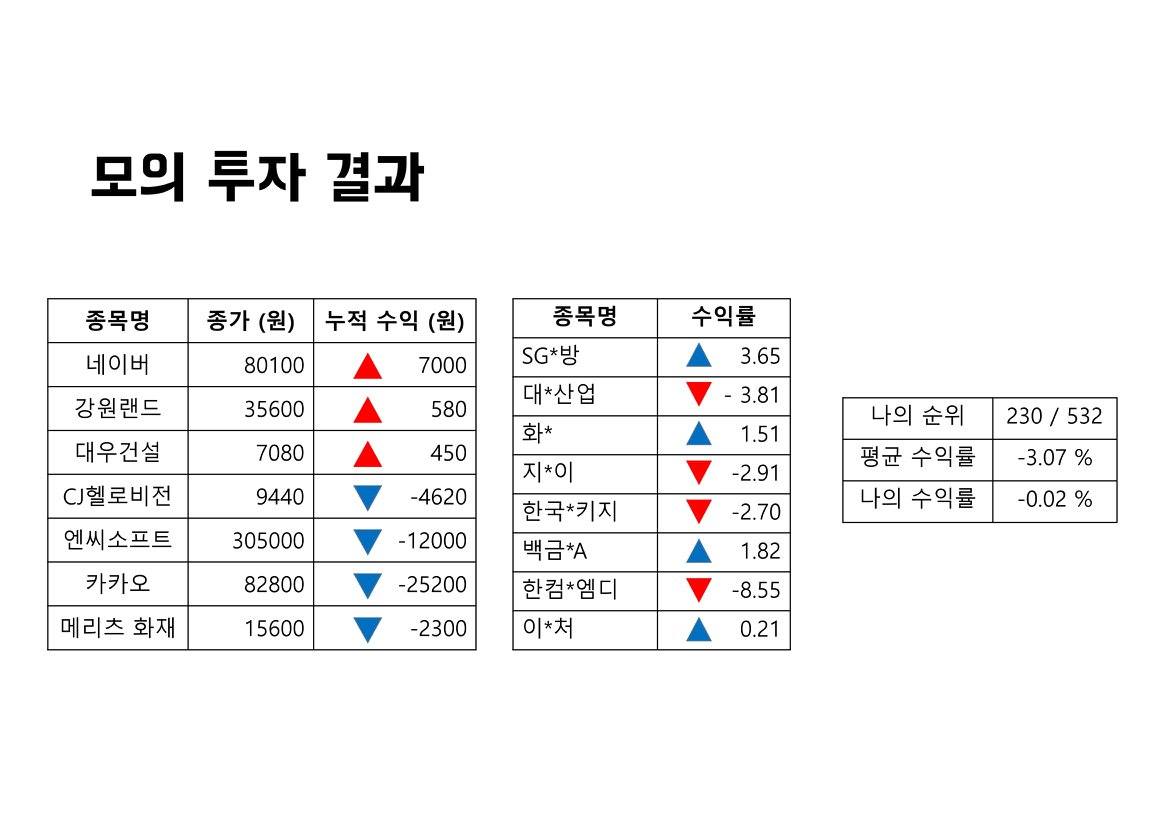 모의 투자 결과
종목명 종가 (원) 누적 수익 (원)
네이버 80100 ▲ 7000
강원랜드 35600 ▲ 580
대우건설 7080 ▲ 450
CJ헬로비전 9440 ▼ -4620
엔씨소프트 305000 ▼ -12000
카카오 82800 ▼ -25200
메리츠 화재 15600 ▼ -2300
종목명 수익률
SG*방 ▲ 3.65
대*산업 ▼ - 3.81
화* ▲ 1.51
지*이 ▼ -2.91
한국*키지 ▼ -2.70
백금*A ▲ 1.82
한컴*엠디 ▼ -8.55
이*처 ▲ 0.21
나의 순위 230 / 532
평균 수익률 -3.07 %
나의 수익률 -0.02 %